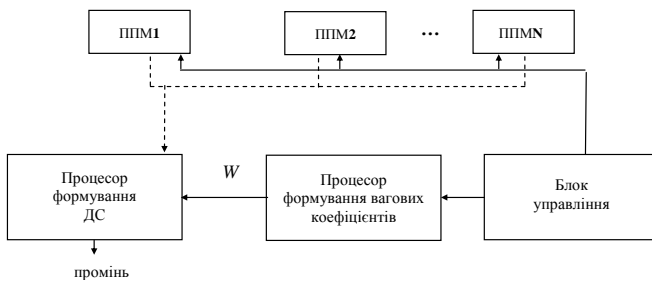 ППМ1 ППМ2 ... ППМN
Процесор
формування
ДС
W
Процесор
формування вагових
коефіцієнтів
Блок
управління
промінь